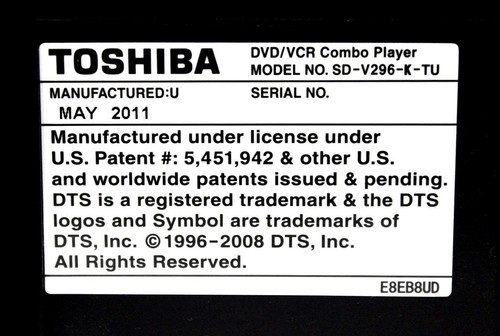 TOSHIBA
DVD/VCR Combo Player
MODEL NO. SD-V296-K-TU
MANUFACTURED:U
SERIAL NO.
MAY 2011
Manufactured under license under
U.S. Patent #: 5,451,942 & other U.S.
and worldwide patents issued & pending.
DTS is a registered trademark & the DTS
logos and Symbol are trademarks of
DTS, Inc. ©1996-2008 DTS, Inc.
All Rights Reserved.
E8EB8UD